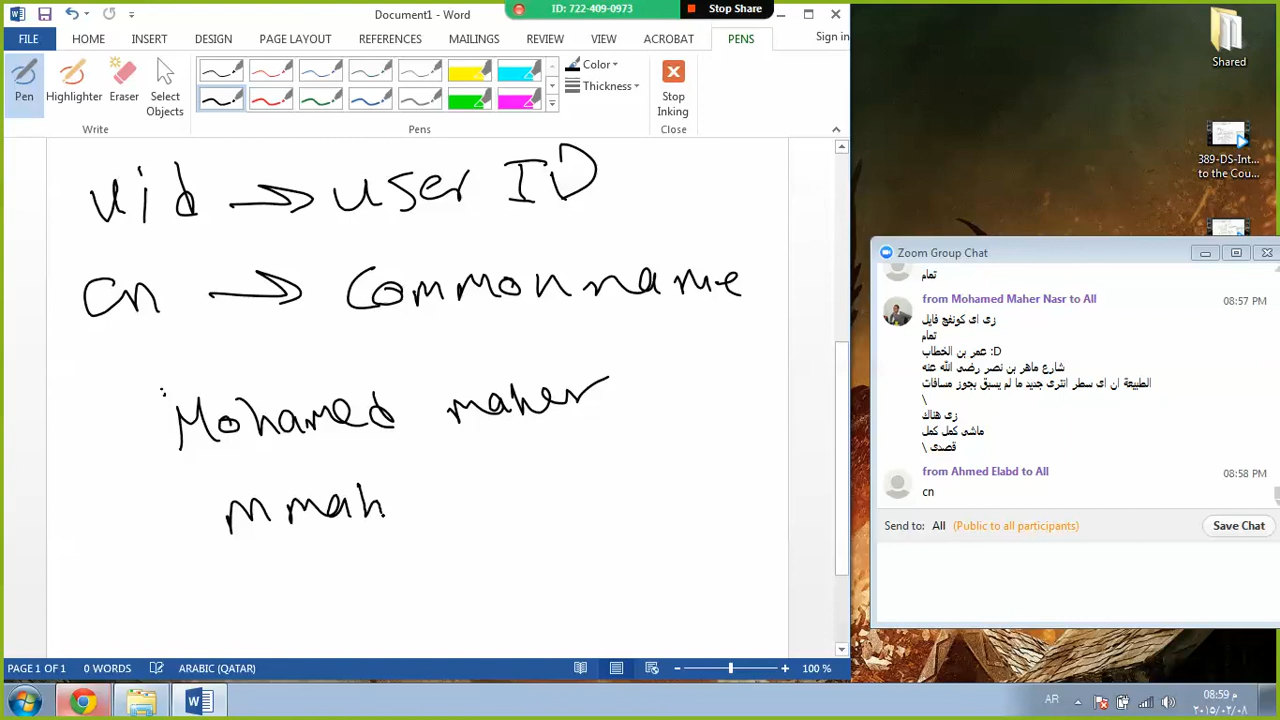 Document1 - Word
ID: 722-409-0973
Stop Share
FILE
HOME
INSERT
DESIGN
PAGE LAYOUT
REFERENCES
MAILINGS
REVIEW
VIEW
ACROBAT
PENS
Sign in
Pen
Highlighter
Eraser
Select Objects
Color
Thickness
Stop Inking
Write
Pens
Close
uid → user ID
cn → Common name
Mohamed maher
m mah
PAGE 1 OF 1
0 WORDS
ARABIC (QATAR)
100 %
Shared
389-DS-Int...
to the Cou...
Zoom Group Chat
تمام
from Mohamed Maher Nasr to All
08:57 PM
زى اى كونفج فايل
تمام
عمر بن الخطاب :D
شارع ماهر بن نصر رضى الله عنه
الطبيعة ان اى سطر انترى جديد ما لم يسبق بجوز مسافات
\
زى هناك
ماشى كمل كمل
قصدى \
from Ahmed Elabd to All
08:58 PM
cn
Send to: All (Public to all participants)
Save Chat
AR
08:59 م
٢٠١٥/٠٢/٠٨